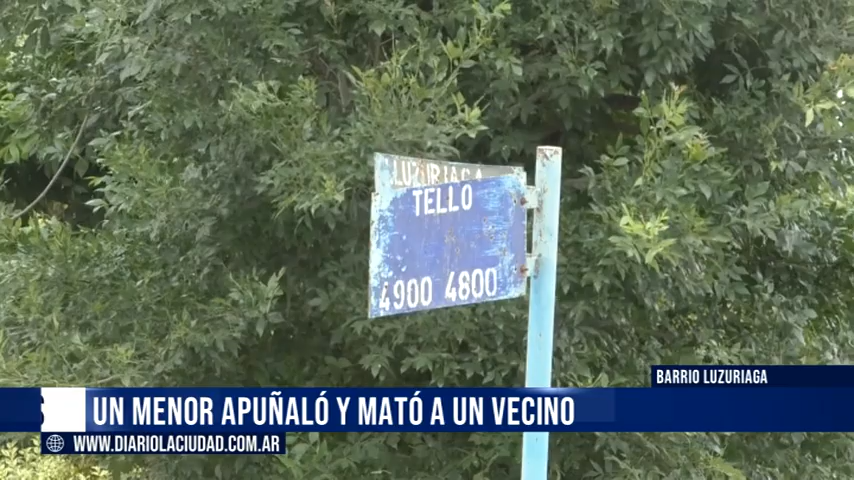 LUZURIAGA
TELLO
4900 4800
BARRIO LUZURIAGA
UN MENOR APUÑALÓ Y MATÓ A UN VECINO
WWW.DIARIOLACIUDAD.COM.AR